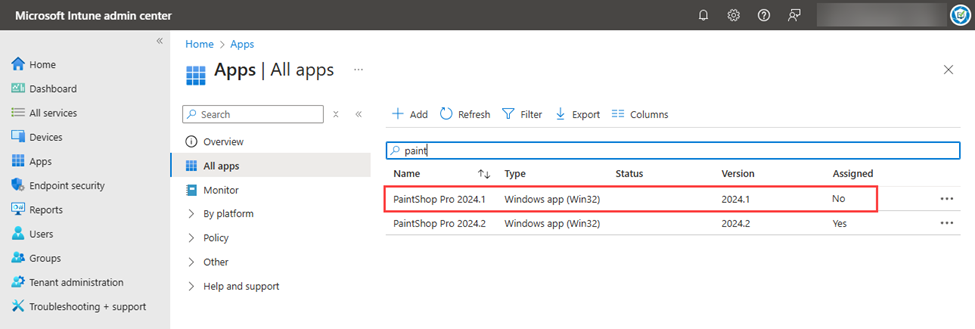 Microsoft Intune admin center
Home > Apps
Apps | All apps ...
Home
Dashboard
All services
Devices
Apps
Endpoint security
Reports
Users
Groups
Tenant administration
Troubleshooting + support
Search
Overview
All apps
Monitor
By platform
Policy
Other
Help and support
Add Refresh Filter Export Columns
paint
Name Type Status Version Assigned
PaintShop Pro 2024.1 Windows app (Win32) 2024.1 No ...
PaintShop Pro 2024.2 Windows app (Win32) 2024.2 Yes ...